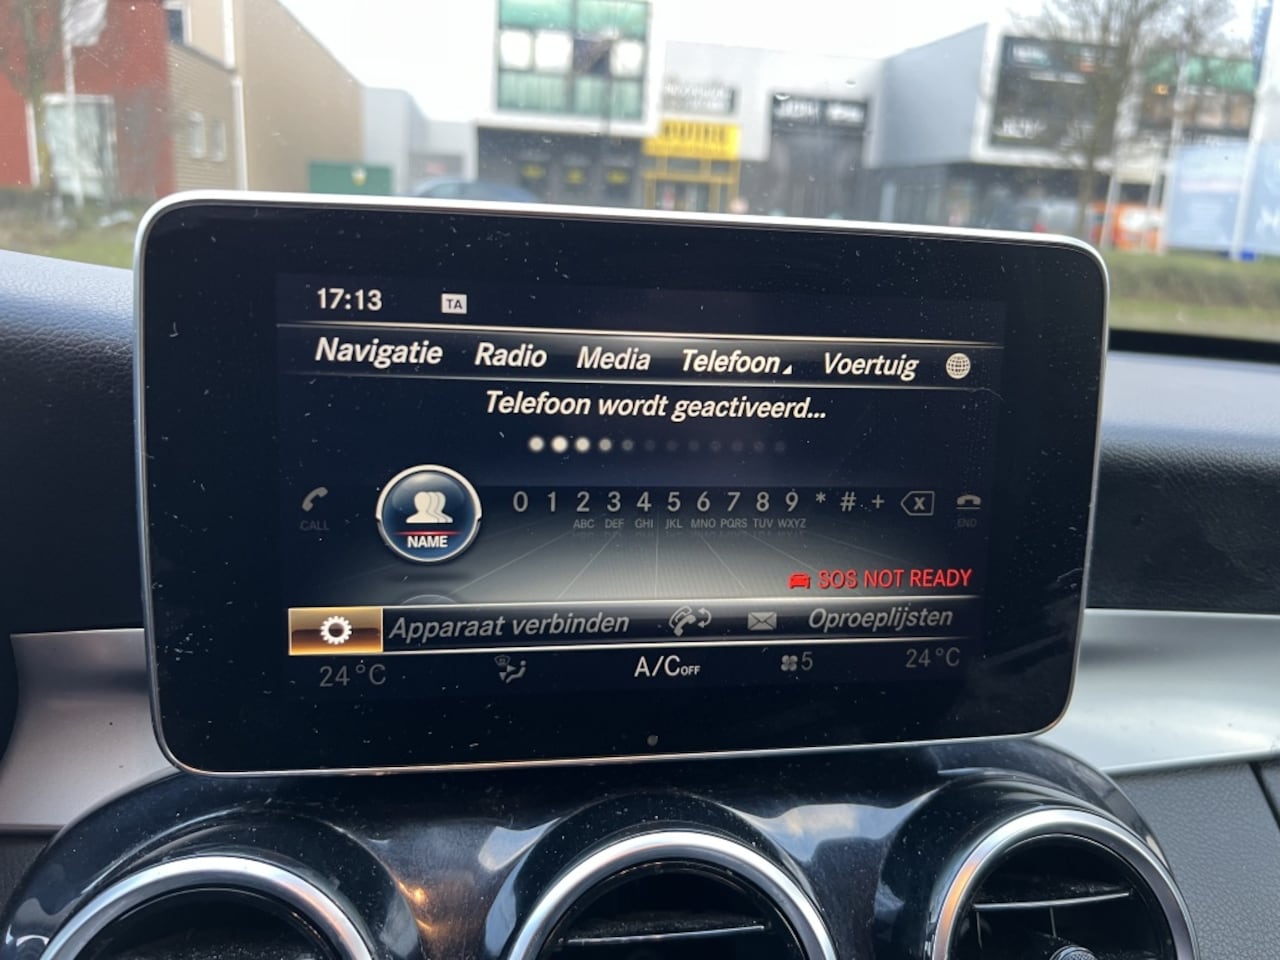 17:13 TA
Navigatie Radio Media Telefoon Voertuig
Telefoon wordt geactiveerd...
0 1 2 3 4 5 6 7 8 9 * # + x
CALL ABC DEF GHI JKL MNO PQRS TUV WXYZ END
NAME
SOS NOT READY
Apparaat verbinden Oproeplijsten
24°C A/C OFF 5 24°C